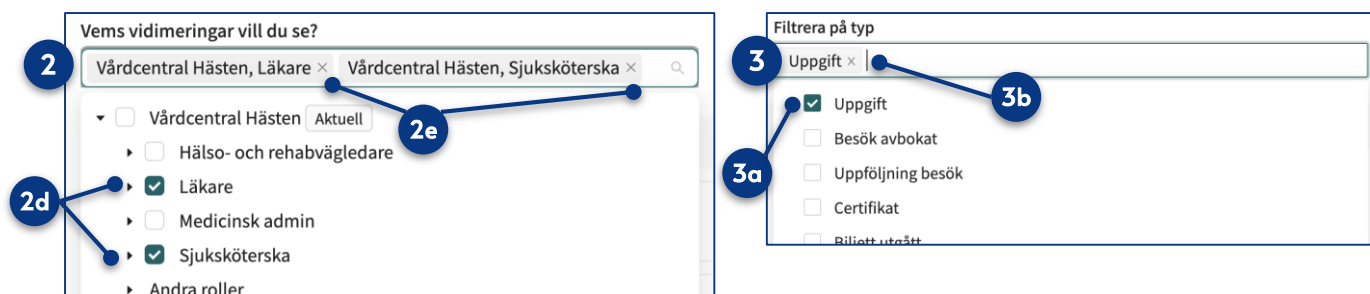 Vems vidimeringar vill du se?
2
Vårdcentral Hästen, Läkare × Vårdcentral Hästen, Sjuksköterska ×
2e
Vårdcentral Hästen Aktuell
Hälso- och rehabvägledare
2d
Läkare
Medicinsk admin
Sjuksköterska
Andra roller
Filtrera på typ
3
Uppgift ×
3b
3a
Uppgift
Besök avbokat
Uppföljning besök
Certifikat
Biljett utgått